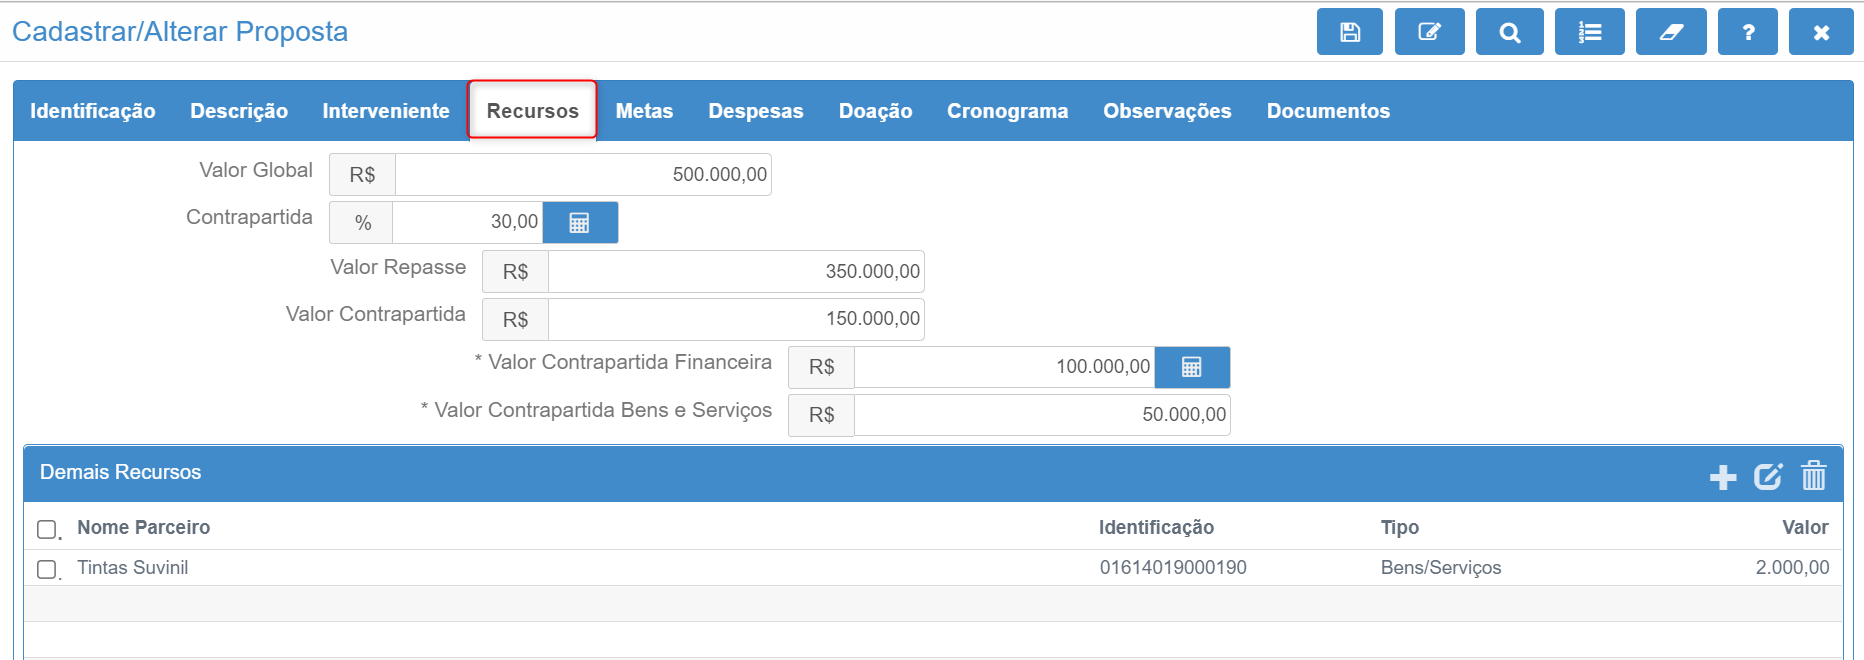 Cadastrar/Alterar Proposta
?
Identificação Descrição Interveniente Recursos Metas Despesas Doação Cronograma Observações Documentos
Valor Global R$ 500.000,00
Contrapartida % 30,00
Valor Repasse R$ 350.000,00
Valor Contrapartida R$ 150.000,00
* Valor Contrapartida Financeira R$ 100.000,00
* Valor Contrapartida Bens e Serviços R$ 50.000,00
Demais Recursos
Nome Parceiro Identificação Tipo Valor
Tintas Suvinil 01614019000190 Bens/Serviços 2.000,00